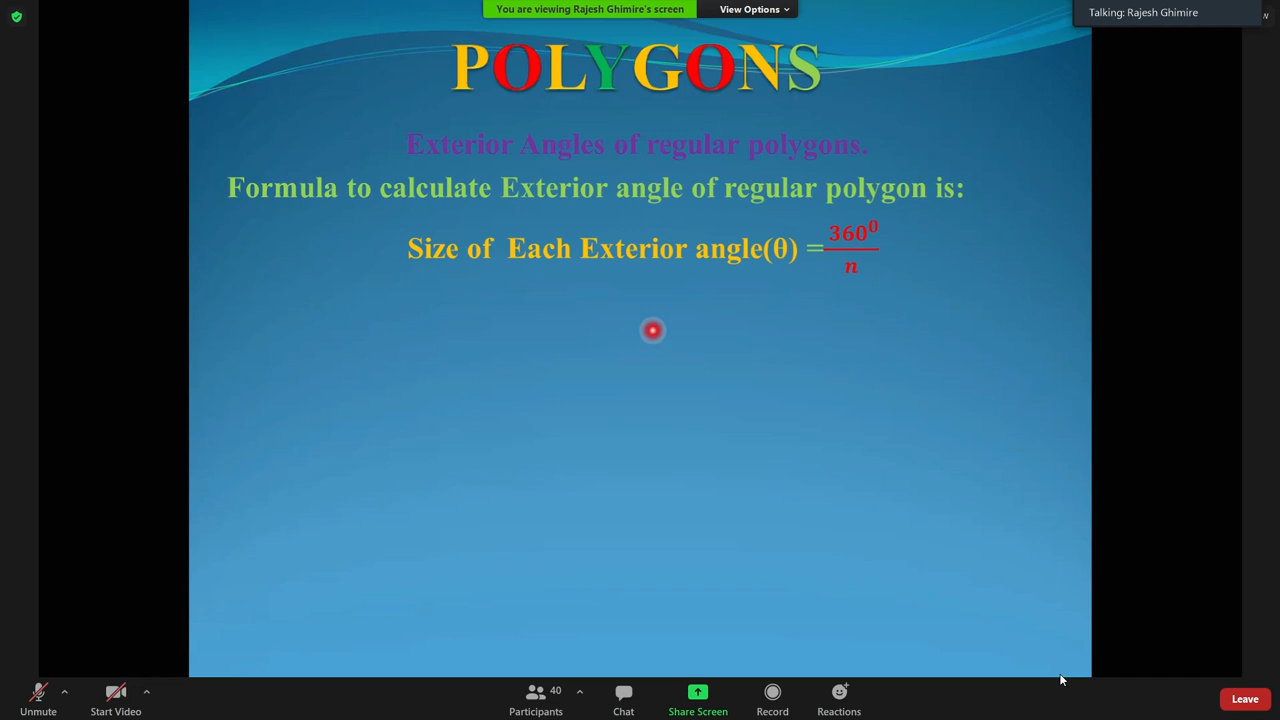 You are viewing Rajesh Ghimire's screen
View Options
Talking: Rajesh Ghimire
W
POLYGONS
Exterior Angles of regular polygons.
Formula to calculate Exterior angle of regular polygon is:
Size of Each Exterior angle(θ) = 360⁰/n
Unmute
Start Video
40
Participants
Chat
Share Screen
Record
Reactions
Leave